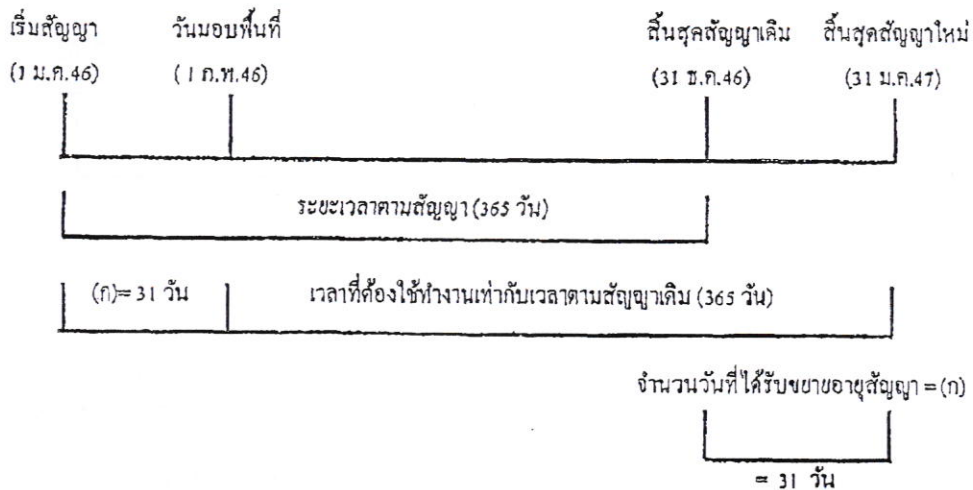 เริ่มสัญญา วันมอบพื้นที่ สิ้นสุดสัญญาเดิม สิ้นสุดสัญญาใหม่
(1 ม.ค.46) (1 ก.พ.46) (31 ธ.ค.46) (31 ม.ค.47)
ระยะเวลาตามสัญญา (365 วัน)
(ก)= 31 วัน เวลาที่ต้องใช้ทำงานเท่ากับเวลาตามสัญญาเดิม (365 วัน)
จำนวนวันที่ได้รับขยายอายุสัญญา = (ก)
= 31 วัน